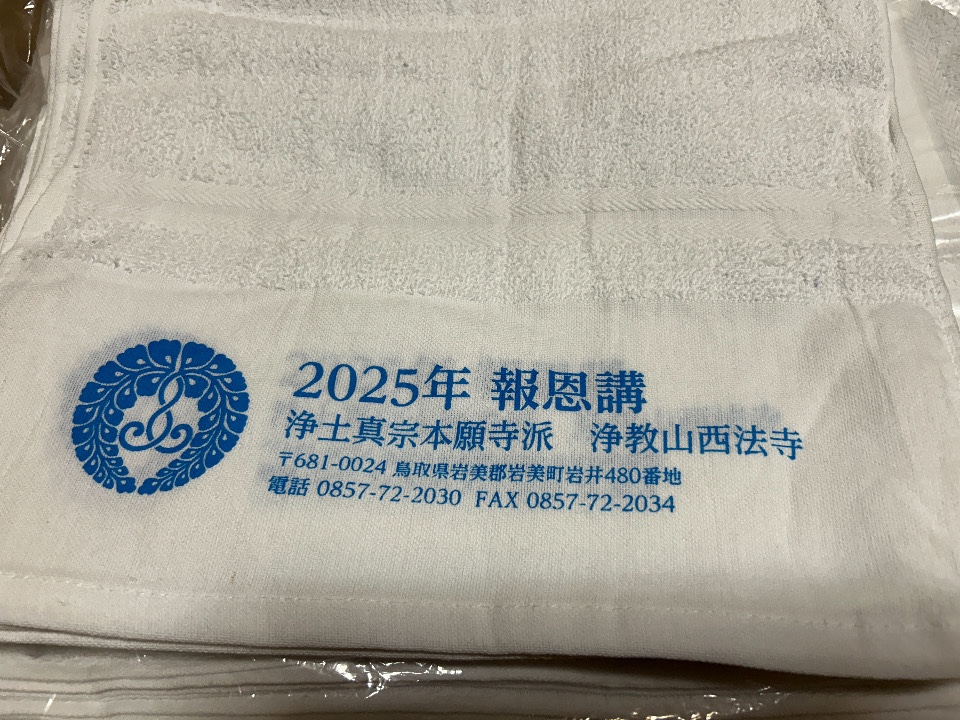 2025年 報恩講
浄土真宗本願寺派　浄教山西法寺
〒681-0024 鳥取県岩美郡岩美町岩井480番地
電話 0857-72-2030 FAX 0857-72-2034